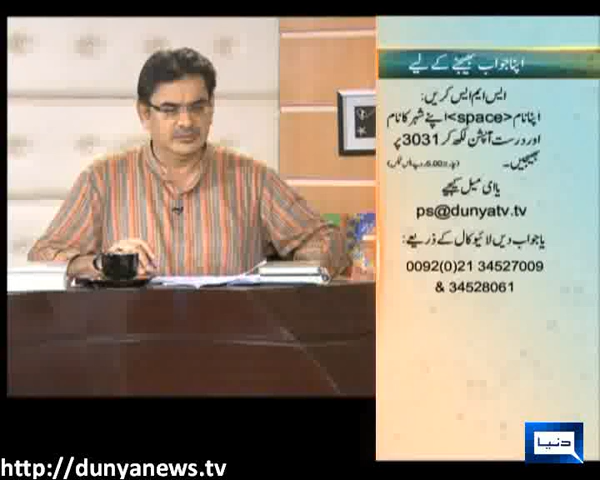 اپنا جواب بھیجنے کے لیے
ایس ایم ایس کریں:
اپنا نام <space> اپنے شہر کا نام
اور درست آپشن لکھ کر 3031 پر
بھیجیں۔
یا ای میل کیجیے
ps@dunyatv.tv
یا جواب دیں لائیو کال کے ذریعے:
0092(0)21 34527009
& 34528061
دنیا
http://dunyanews.tv